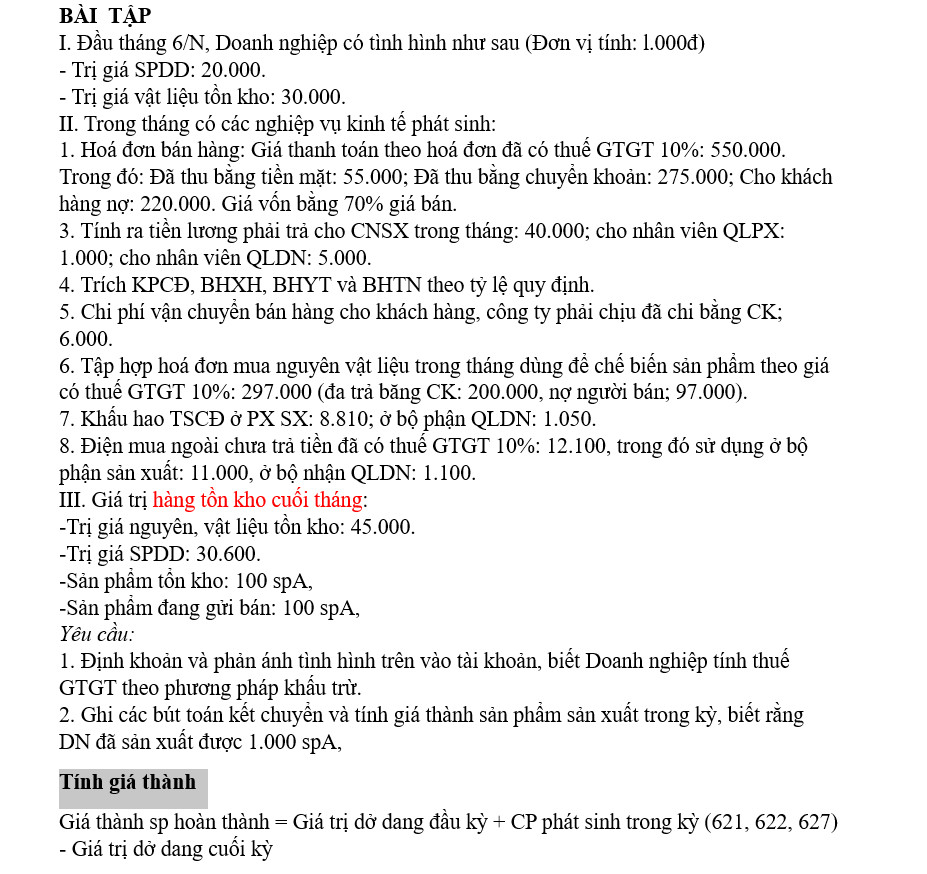 BÀI TẬP
I. Đầu tháng 6/N, Doanh nghiệp có tình hình như sau (Đơn vị tính: l.000đ)
- Trị giá SPDD: 20.000.
- Trị giá vật liệu tồn kho: 30.000.
II. Trong tháng có các nghiệp vụ kinh tế phát sinh:
1. Hoá đơn bán hàng: Giá thanh toán theo hoá đơn đã có thuế GTGT 10%: 550.000.
Trong đó: Đã thu bằng tiền mặt: 55.000; Đã thu bằng chuyển khoản: 275.000; Cho khách
hàng nợ: 220.000. Giá vốn bằng 70% giá bán.
3. Tính ra tiền lương phải trả cho CNSX trong tháng: 40.000; cho nhân viên QLPX:
1.000; cho nhân viên QLDN: 5.000.
4. Trích KPCĐ, BHXH, BHYT và BHTN theo tỷ lệ quy định.
5. Chi phí vận chuyển bán hàng cho khách hàng, công ty phải chịu đã chi bằng CK;
6.000.
6. Tập hợp hoá đơn mua nguyên vật liệu trong tháng dùng để chế biến sản phẩm theo giá
có thuế GTGT 10%: 297.000 (đa trả băng CK: 200.000, nợ người bán; 97.000).
7. Khấu hao TSCĐ ở PX SX: 8.810; ở bộ phận QLDN: 1.050.
8. Điện mua ngoài chưa trả tiền đã có thuế GTGT 10%: 12.100, trong đó sử dụng ở bộ
phận sản xuất: 11.000, ở bộ nhận QLDN: 1.100.
III. Giá trị hàng tồn kho cuối tháng:
-Trị giá nguyên, vật liệu tồn kho: 45.000.
-Trị giá SPDD: 30.600.
-Sản phẩm tồn kho: 100 spA,
-Sản phẩm đang gửi bán: 100 spA,
Yêu cầu:
1. Định khoản và phản ánh tình hình trên vào tài khoản, biết Doanh nghiệp tính thuế
GTGT theo phương pháp khấu trừ.
2. Ghi các bút toán kết chuyển và tính giá thành sản phẩm sản xuất trong kỳ, biết rằng
DN đã sản xuất được 1.000 spA,
Tính giá thành
Giá thành sp hoàn thành = Giá trị dở dang đầu kỳ + CP phát sinh trong kỳ (621, 622, 627)
- Giá trị dở dang cuối kỳ